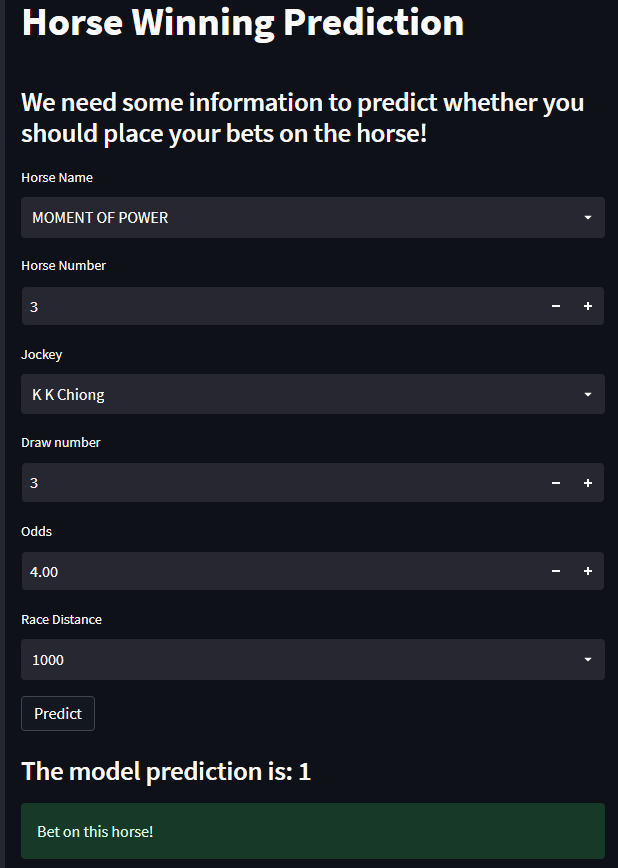 Horse Winning Prediction
We need some information to predict whether you
should place your bets on the horse!
Horse Name
MOMENT OF POWER
Horse Number
3
Jockey
K K Chiong
Draw number
3
Odds
4.00
Race Distance
1000
Predict
The model prediction is: 1
Bet on this horse!